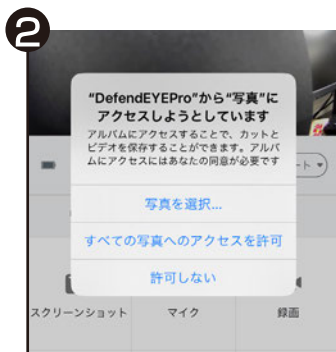 2
“DefendEYEPro”から“写真”に
アクセスしようとしています
アルバムにアクセスすることで、カットと
ビデオを保存することができます。アルバ
ムにアクセスにはあなたの同意が必要です
ート
写真を選択...
すべての写真へのアクセスを許可
許可しない
スクリーンショット
マイク
録画